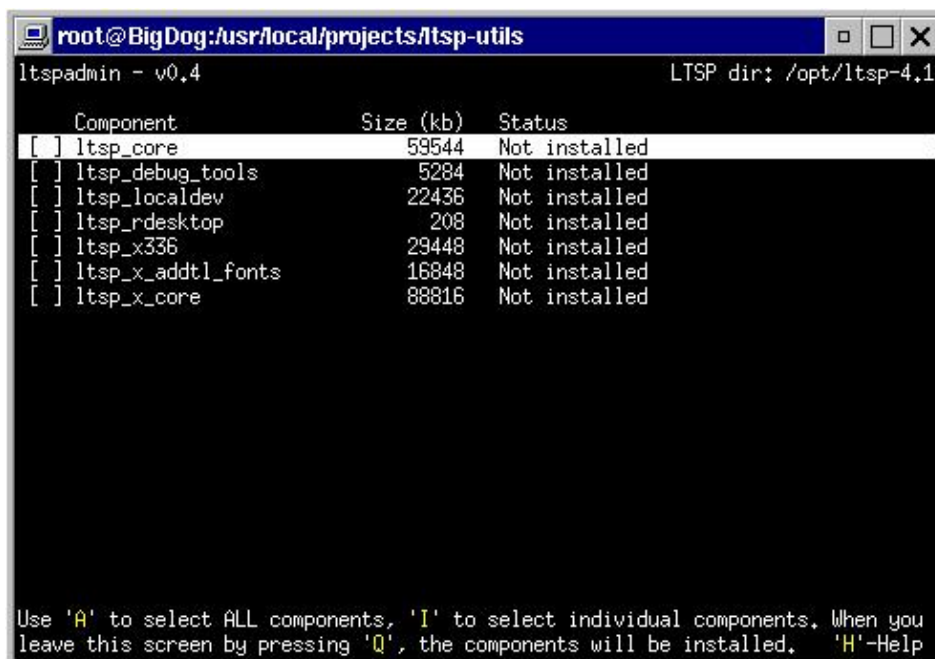 root@BigDog:/usr/local/projects/ltsp-utils
ltspadmin - v0.4 LTSP dir: /opt/ltsp-4.1
Component Size (kb) Status
[ ] ltsp_core 59544 Not installed
[ ] ltsp_debug_tools 5284 Not installed
[ ] ltsp_localdev 22436 Not installed
[ ] ltsp_rdesktop 208 Not installed
[ ] ltsp_x336 29448 Not installed
[ ] ltsp_x_addtl_fonts 16848 Not installed
[ ] ltsp_x_core 88816 Not installed
Use 'A' to select ALL components, 'I' to select individual components. When you
leave this screen by pressing 'Q', the components will be installed. 'H'-Help